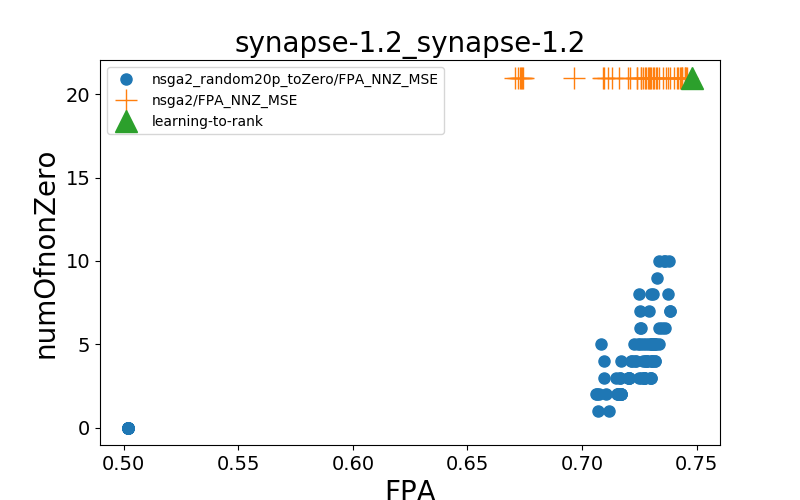 synapse-1.2_synapse-1.2
nsga2_random20p_toZero/FPA_NNZ_MSE
nsga2/FPA_NNZ_MSE
learning-to-rank
numOfnonZero
20
15
10
5
0
0.50 0.55 0.60 0.65 0.70 0.75
FPA